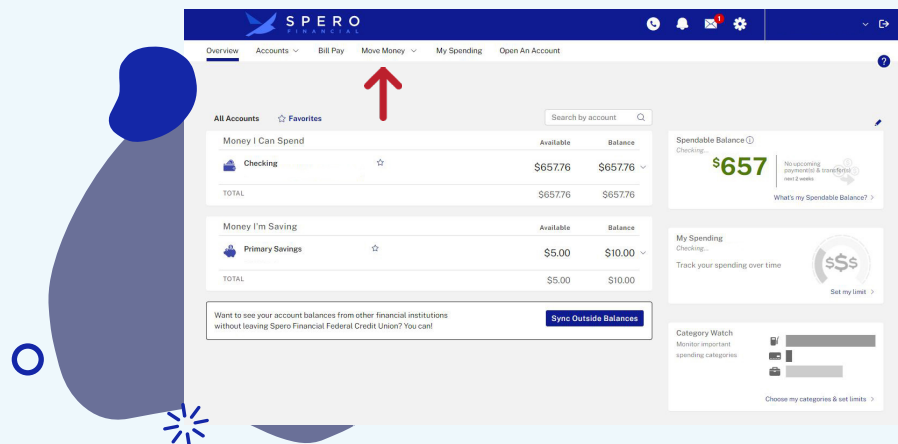 SPERO
FINANCIAL
1
Overview Accounts Bill Pay Move Money My Spending Open An Account
?
All Accounts Favorites Search by account
Money I Can Spend Available Balance
Checking $657.76 $657.76
TOTAL $657.76 $657.76
Money I'm Saving Available Balance
Primary Savings $5.00 $10.00
TOTAL $5.00 $10.00
Want to see your account balances from other financial institutions
without leaving Spero Financial Federal Credit Union? You can!
Sync Outside Balances
Spendable Balance
Checking...
$657
No upcoming
payment(s) & transfer(s)
next 2 weeks
What's my Spendable Balance?
My Spending
Checking...
Track your spending over time
$$$
Set my limit
Category Watch
Monitor important
spending categories
Choose my categories & set limits